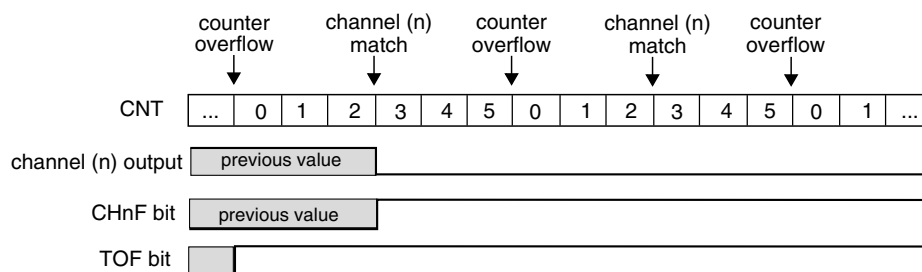 counter
overflow
channel (n)
match
counter
overflow
channel (n)
match
counter
overflow
CNT ... 0 1 2 3 4 5 0 1 2 3 4 5 0 1 ...
channel (n) output previous value
CHnF bit previous value
TOF bit